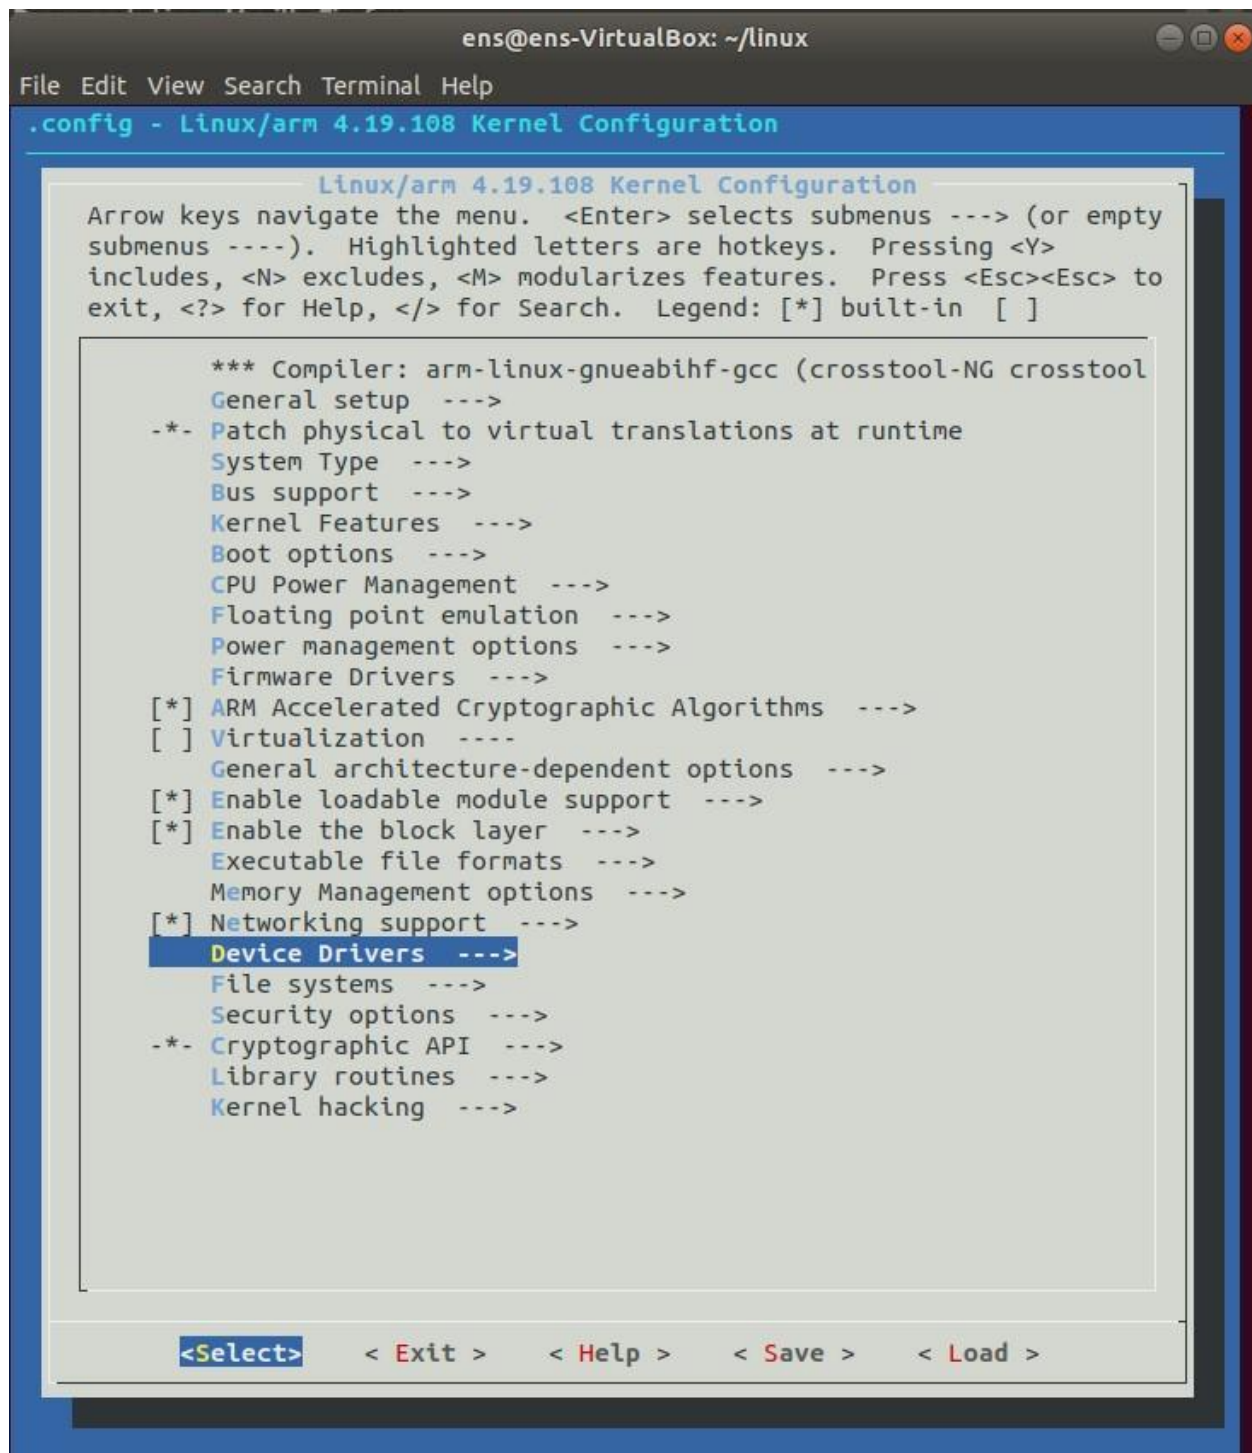 ens@ens-VirtualBox: ~/linux
File Edit View Search Terminal Help
.config - Linux/arm 4.19.108 Kernel Configuration
Linux/arm 4.19.108 Kernel Configuration
Arrow keys navigate the menu.  <Enter> selects submenus ---> (or empty
submenus ----).  Highlighted letters are hotkeys.  Pressing <Y>
includes, <N> excludes, <M> modularizes features.  Press <Esc><Esc> to
exit, <?> for Help, </> for Search.  Legend: [*] built-in  [ ]
*** Compiler: arm-linux-gnueabihf-gcc (crosstool-NG crosstool
General setup  --->
-*- Patch physical to virtual translations at runtime
System Type  --->
Bus support  --->
Kernel Features  --->
Boot options  --->
CPU Power Management  --->
Floating point emulation  --->
Power management options  --->
Firmware Drivers  --->
[*] ARM Accelerated Cryptographic Algorithms  --->
[ ] Virtualization  ----
General architecture-dependent options  --->
[*] Enable loadable module support  --->
[*] Enable the block layer  --->
Executable file formats  --->
Memory Management options  --->
[*] Networking support  --->
Device Drivers  --->
File systems  --->
Security options  --->
-*- Cryptographic API  --->
Library routines  --->
Kernel hacking  --->
<Select>    < Exit >    < Help >    < Save >    < Load >